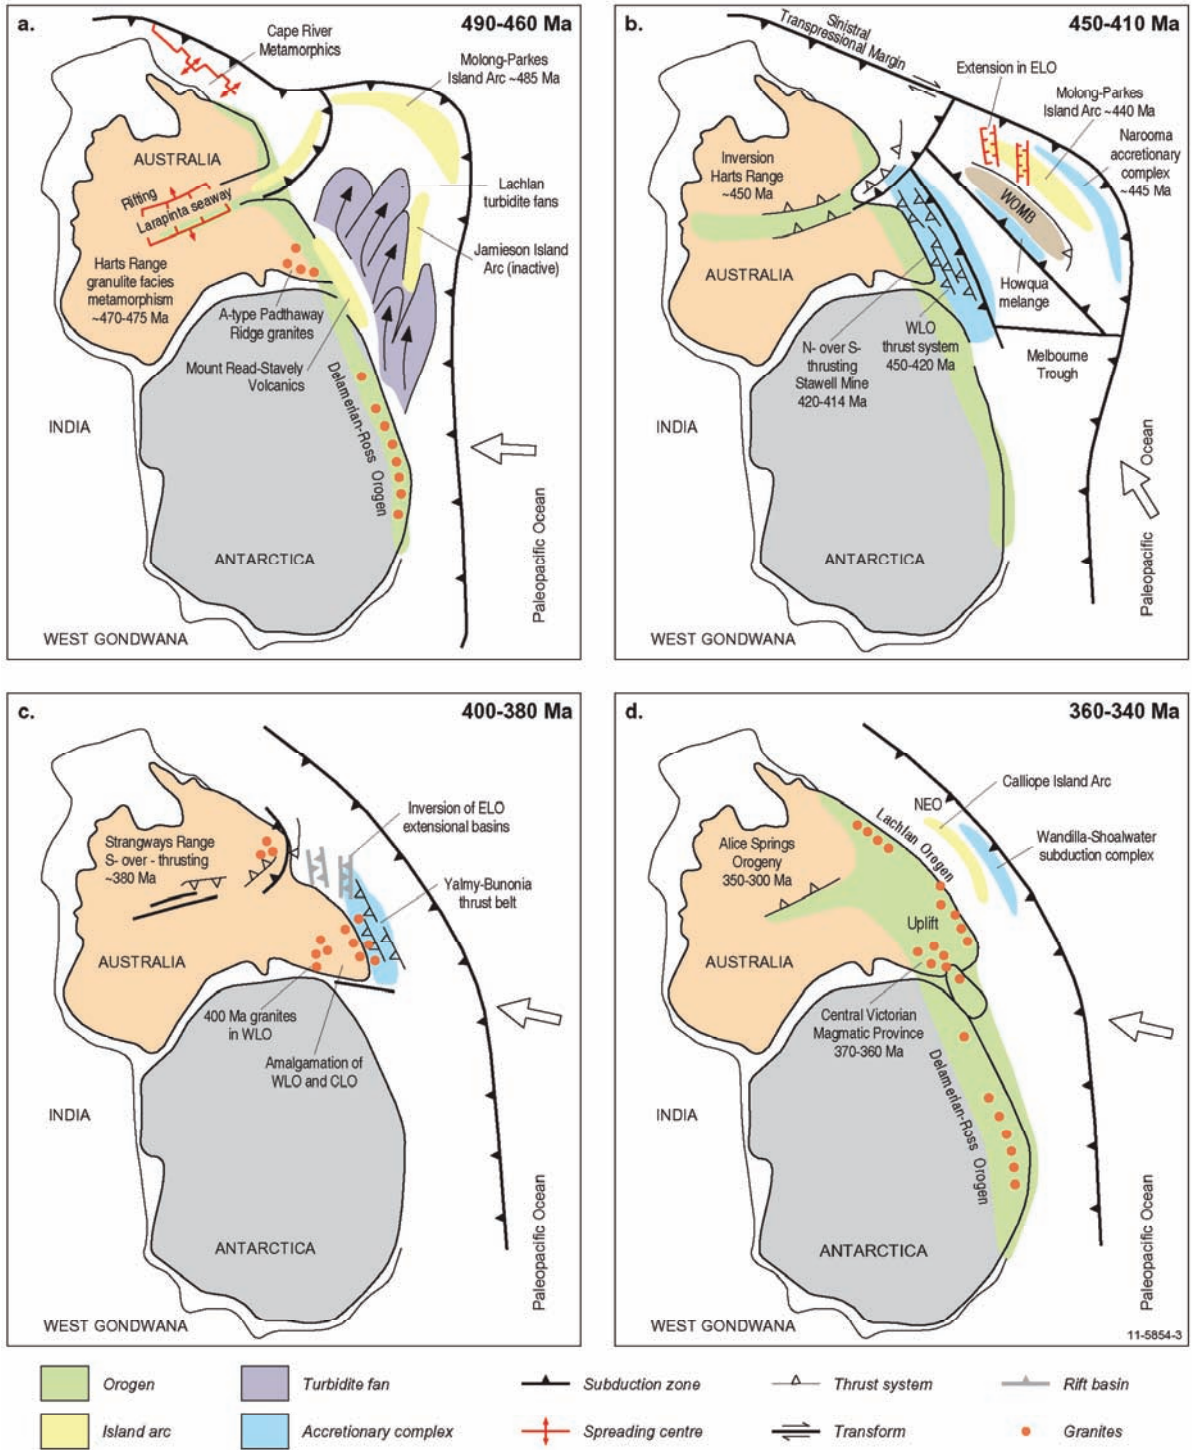 a.
490-460 Ma
Cape River
Metamorphics
Molong-Parkes
Island Arc ~485 Ma
AUSTRALIA
Rifting
Larapinta seaway
Lachlan
turbidite fans
Jamieson Island
Arc (inactive)
Harts Range
granulite facies
metamorphism
~470-475 Ma
A-type Padthaway
Ridge granites
Mount Read-Stavely
Volcanics
Delamerian-Ross Orogen
INDIA
ANTARCTICA
Paleopacific Ocean
WEST GONDWANA
b.
450-410 Ma
Sinistral
Transpressional Margin
Extension in ELO
Molong-Parkes
Island Arc ~440 Ma
Narooma
accretionary
complex
~445 Ma
Inversion
Harts Range
~450 Ma
WOMB
AUSTRALIA
Howqua
melange
N- over S-
thrusting
Stawell Mine
420-414 Ma
WLO
thrust system
450-420 Ma
Melbourne
Trough
INDIA
ANTARCTICA
Paleopacific Ocean
WEST GONDWANA
c.
400-380 Ma
Strangways Range
S- over - thrusting
~380 Ma
Inversion of ELO
extensional basins
Yalmy-Bunonia
thrust belt
AUSTRALIA
400 Ma granites
in WLO
Amalgamation of
WLO and CLO
INDIA
ANTARCTICA
Paleopacific Ocean
WEST GONDWANA
d.
360-340 Ma
Calliope Island Arc
NEO
Wandilla-Shoalwater
subduction complex
Lachlan Orogen
Alice Springs
Orogeny
350-300 Ma
Uplift
AUSTRALIA
Central Victorian
Magmatic Province
370-360 Ma
Delamerian-Ross Orogen
INDIA
ANTARCTICA
Paleopacific Ocean
WEST GONDWANA
11-5854-3
Orogen
Turbidite fan
Subduction zone
Thrust system
Rift basin
Island arc
Accretionary complex
Spreading centre
Transform
Granites